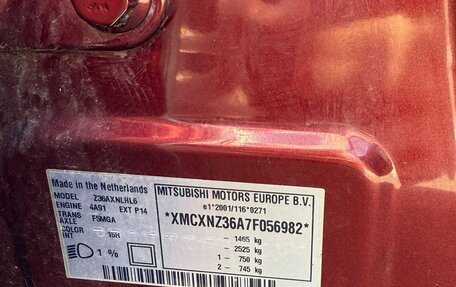 Made in the Netherlands
MODEL Z36AXNLHL6
ENGINE 4A91 EXT P14
TRANS AXLE F5MGA
COLOR INT
1 %
MITSUBISHI MOTORS EUROPE B.V.
e1*2001/116*0271
*XMCXNZ36A7F056982*
– 1465 kg
– 2525 kg
1 – 750 kg
2 – 745 kg